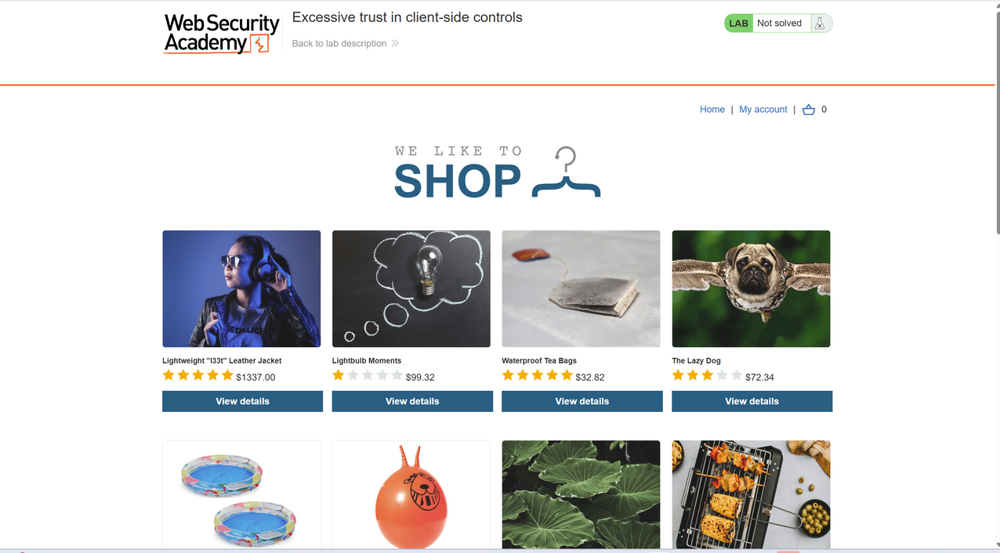 Web Security
Academy
Excessive trust in client-side controls
Back to lab description
LAB Not solved
Home | My account | 0
WE LIKE TO
SHOP
Lightweight "l33t" Leather Jacket
$1337.00
View details
Lightbulb Moments
$99.32
View details
Waterproof Tea Bags
$32.82
View details
The Lazy Dog
$72.34
View details